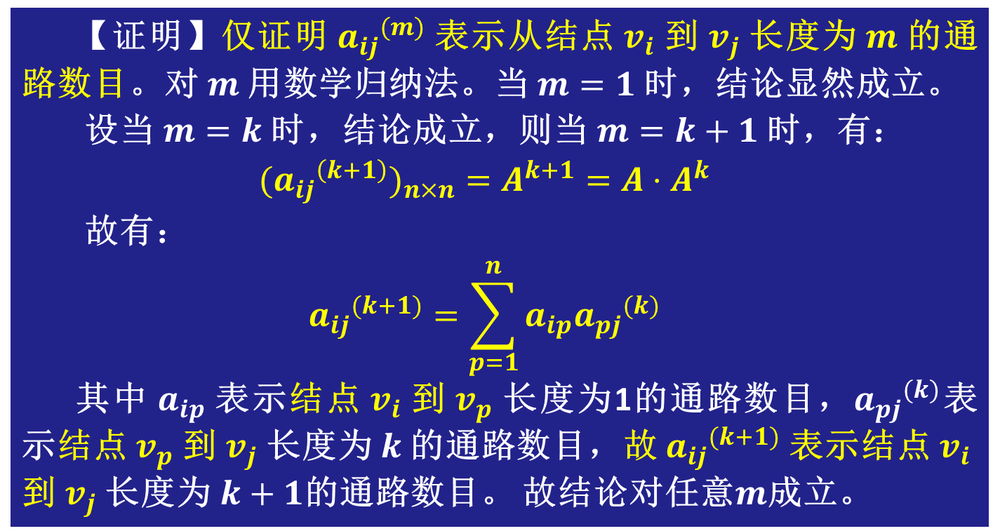 【证明】仅证明 a_{ij}^{(m)} 表示从结点 v_i 到 v_j 长度为 m 的通
路数目。对 m 用数学归纳法。当 m = 1 时，结论显然成立。
设当 m = k 时，结论成立，则当 m = k + 1 时，有：
(a_{ij}^{(k+1)})_{n×n} = A^{k+1} = A · A^k
故有：
a_{ij}^{(k+1)} = \sum_{p=1}^{n} a_{ip} a_{pj}^{(k)}
其中 a_{ip} 表示结点 v_i 到 v_p 长度为1的通路数目，a_{pj}^{(k)}表
示结点 v_p 到 v_j 长度为 k 的通路数目，故 a_{ij}^{(k+1)} 表示结点 v_i
到 v_j 长度为 k + 1的通路数目。 故结论对任意m成立。